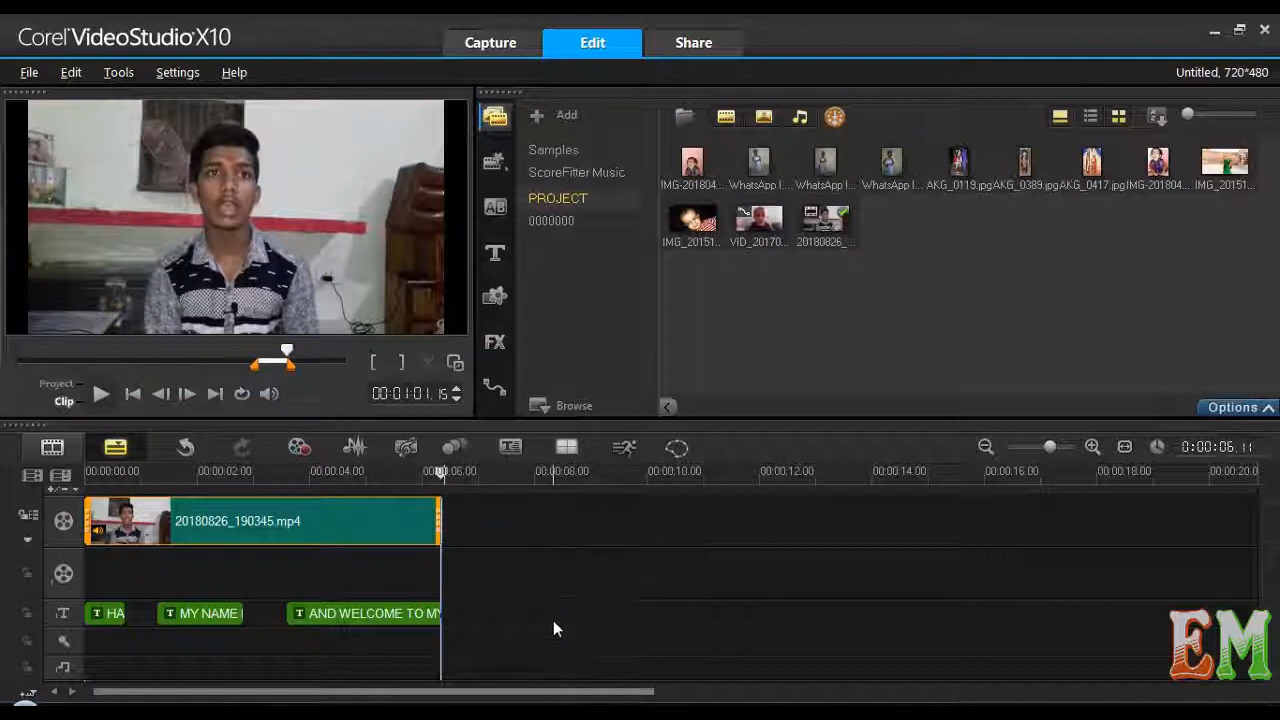 Corel VideoStudio X10
Capture
Edit
Share
File
Edit
Tools
Settings
Help
Untitled, 720*480
Add
Samples
ScoreFitter Music
PROJECT
0000000
Browse
IMG-201804...
WhatsApp I...
WhatsApp I...
WhatsApp I...
AKG_0119.jpg
AKG_0389.jpg
AKG_0417.jpg
IMG-201804...
IMG_20151...
IMG_20151...
VID_20170...
20180826_...
Options
Project
Clip
00:01:01.15
0:00:06.11
00:00:00.00
00:00:02.00
00:00:04.00
00:00:06.00
00:00:08.00
00:00:10.00
00:00:12.00
00:00:14.00
00:00:16.00
00:00:18.00
00:00:20.0
20180826_190345.mp4
HA
MY NAME
AND WELCOME TO MY
EM